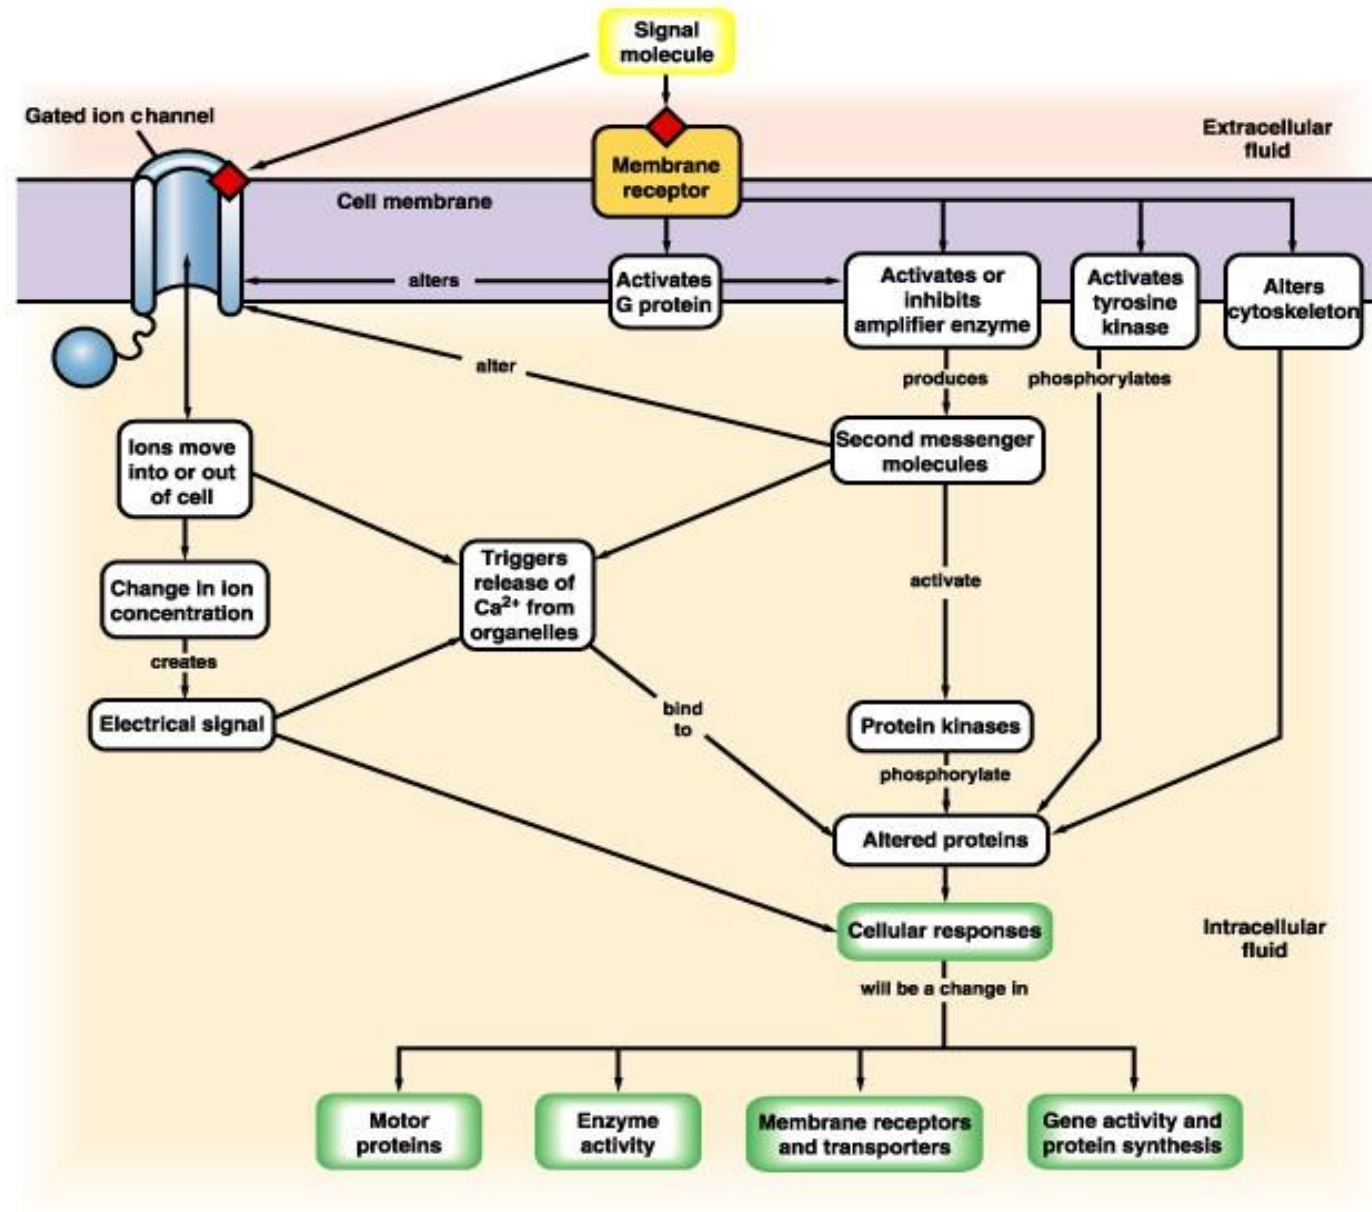 Signal
molecule
Gated ion channel
Extracellular
fluid
Membrane
receptor
Cell membrane
alters
Activates
G protein
Activates or
inhibits
amplifier enzyme
Activates
tyrosine
kinase
Alters
cytoskeleton
alter
produces
phosphorylates
Second messenger
molecules
Ions move
into or out
of cell
Triggers
release of
Ca²⁺ from
organelles
activate
Change in ion
concentration
creates
Electrical signal
bind
to
Protein kinases
phosphorylate
Altered proteins
Cellular responses
Intracellular
fluid
will be a change in
Motor
proteins
Enzyme
activity
Membrane receptors
and transporters
Gene activity and
protein synthesis